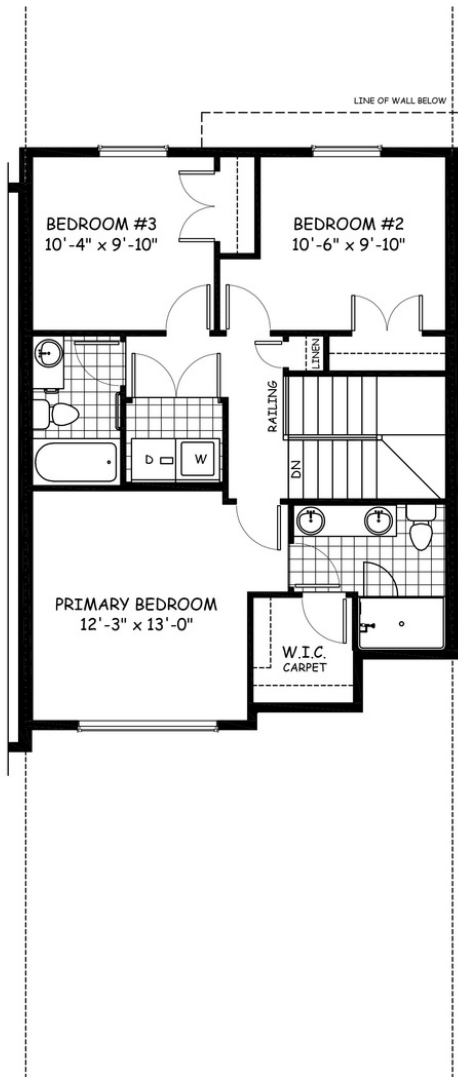 LINE OF WALL BELOW
BEDROOM #3
10'-4" x 9'-10"
BEDROOM #2
10'-6" x 9'-10"
LINEN
RAILING
DN
D
W
PRIMARY BEDROOM
12'-3" x 13'-0"
W.I.C.
CARPET